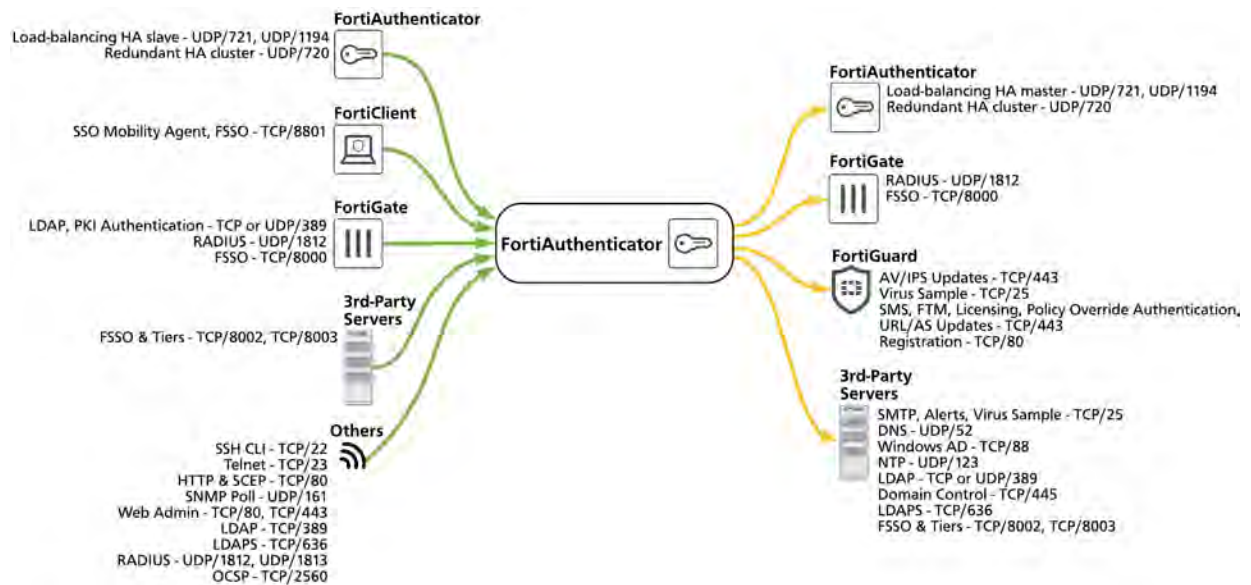 FortiAuthenticator
Load-balancing HA slave - UDP/721, UDP/1194
Redundant HA cluster - UDP/720
FortiClient
SSO Mobility Agent, FSSO - TCP/8801
FortiGate
LDAP, PKI Authentication - TCP or UDP/389
RADIUS - UDP/1812
FSSO - TCP/8000
3rd-Party
Servers
FSSO & Tiers - TCP/8002, TCP/8003
Others
SSH CLI - TCP/22
Telnet - TCP/23
HTTP & SCEP - TCP/80
SNMP Poll - UDP/161
Web Admin - TCP/80, TCP/443
LDAP - TCP/389
LDAPS - TCP/636
RADIUS - UDP/1812, UDP/1813
OCSP - TCP/2560
FortiAuthenticator
FortiAuthenticator
Load-balancing HA master - UDP/721, UDP/1194
Redundant HA cluster - UDP/720
FortiGate
RADIUS - UDP/1812
FSSO - TCP/8000
FortiGuard
AV/IPS Updates - TCP/443
Virus Sample - TCP/25
SMS, FTM, Licensing, Policy Override Authentication,
URL/AS Updates - TCP/443
Registration - TCP/80
3rd-Party
Servers
SMTP, Alerts, Virus Sample - TCP/25
DNS - UDP/52
Windows AD - TCP/88
NTP - UDP/123
LDAP - TCP or UDP/389
Domain Control - TCP/445
LDAPS - TCP/636
FSSO & Tiers - TCP/8002, TCP/8003